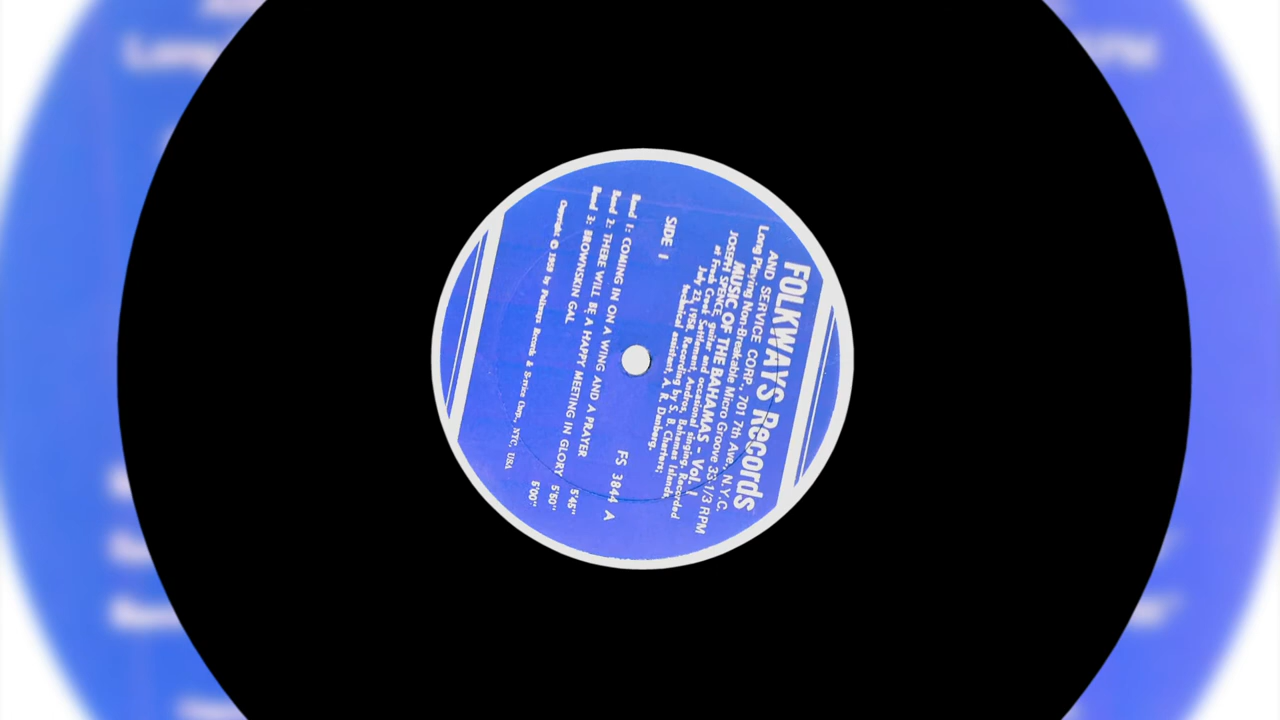 FOLKWAYS Records
AND SERVICE CORP., 701 7th Ave., N.Y.C.
Long Playing Non-Breakable Micro Groove 33-1/3 RPM
MUSIC OF THE BAHAMAS - Vol. 1
JOSEPH SPENCE, guitar and occasional singing. Recorded
at Fresh Creek Settlement, Andros, Bahamas Islands,
July 23, 1958. Recording by S. B. Charters;
technical assistant, A. R. Danberg.
SIDE 1
FS 3844 A
Band 1: COMING IN ON A WING AND A PRAYER 5'45"
Band 2: THERE WILL BE A HAPPY MEETING IN GLORY 5'50"
Band 3: BROWNSKIN GAL 5'00"
Copyright © 1959 by Folkways Records & Service Corp., NYC, USA